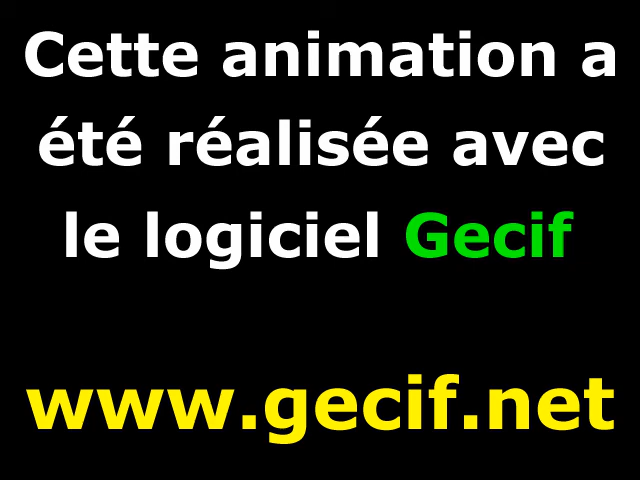 Cette animation a
été réalisée avec
le logiciel Gecif
www.gecif.net